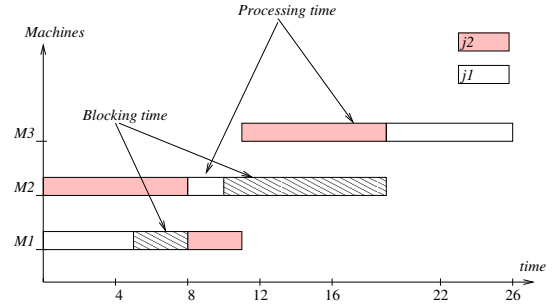 Processing time
Machines
j2
j1
Blocking time
M3
M2
M1
time
4 8 12 16 22 26